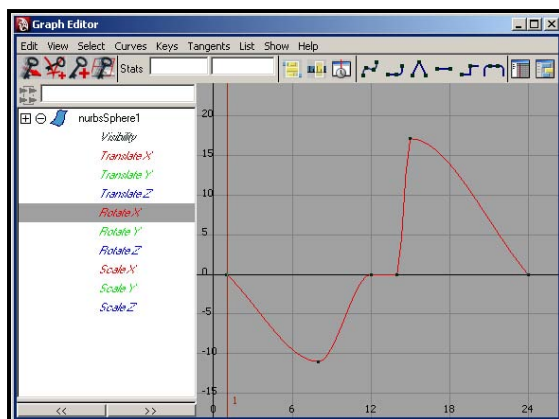 Graph Editor
Edit View Select Curves Keys Tangents List Show Help
Stats
nurbsSphere1
Visibility
Translate X
Translate Y
Translate Z
Rotate X
Rotate Y
Rotate Z
Scale X
Scale Y
Scale Z
<< >>
20
15
10
5
0
-5
-10
-15
1
0 6 12 18 24